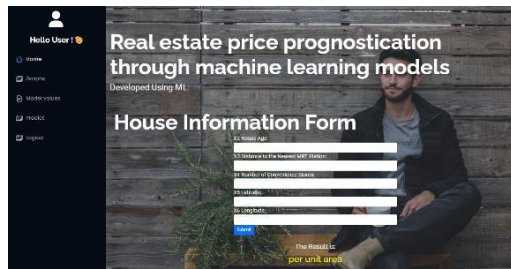 Hello User !
Home
Graphs
Model Values
Predict
Real estate price prognostication
through machine learning models
Developed Using ML
House Information Form
X2 House Age:
X3 Distance to the Nearest MRT Station:
X4 Number of Convenience Stores:
X5 Latitude:
X6 Longitude:
Submit
The Result is:
per unit area